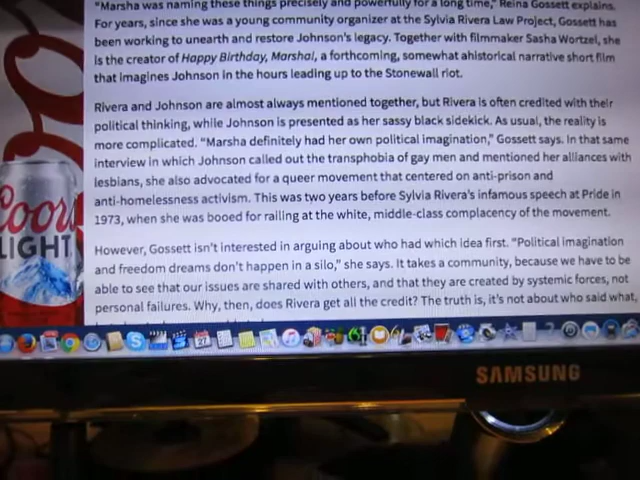 "Marsha was naming these things precisely and powerfully for a long time," Reina Gossett explains.
For years, since she was a young community organizer at the Sylvia Rivera Law Project, Gossett has
been working to unearth and restore Johnson's legacy. Together with filmmaker Sasha Wortzel, she
is the creator of Happy Birthday, Marsha!, a forthcoming, somewhat ahistorical narrative short film
that imagines Johnson in the hours leading up to the Stonewall riot.
Rivera and Johnson are almost always mentioned together, but Rivera is often credited with their
political thinking, while Johnson is presented as her sassy black sidekick. As usual, the reality is
more complicated. "Marsha definitely had her own political imagination," Gossett says. In that same
interview in which Johnson called out the transphobia of gay men and mentioned her alliances with
lesbians, she also advocated for a queer movement that centered on anti-prison and
anti-homelessness activism. This was two years before Sylvia Rivera's infamous speech at Pride in
1973, when she was booed for railing at the white, middle-class complacency of the movement.
However, Gossett isn't interested in arguing about who had which idea first. "Political imagination
and freedom dreams don't happen in a silo," she says. It takes a community, because we have to be
able to see that our issues are shared with others, and that they are created by systemic forces, not
personal failures. Why, then, does Rivera get all the credit? The truth is, it's not about who said what,
Coors
LIGHT
27
SAMSUNG